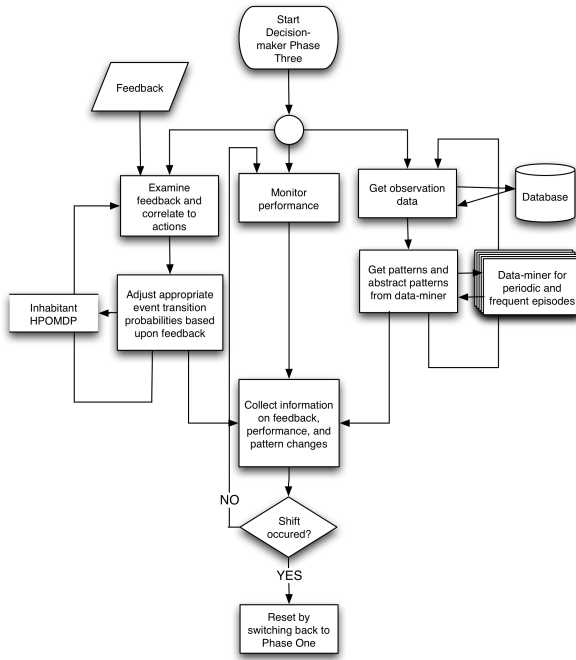 Start
Decision-
maker Phase
Three
Feedback
Examine
feedback and
correlate to
actions
Monitor
performance
Get observation
data
Database
Inhabitant
HPOMDP
Adjust appropriate
event transition
probabilities based
upon feedback
Get patterns and
abstract patterns
from data-miner
Data-miner for
periodic and
frequent episodes
Collect information
on feedback,
performance, and
pattern changes
NO
Shift
occured?
YES
Reset by
switching back to
Phase One